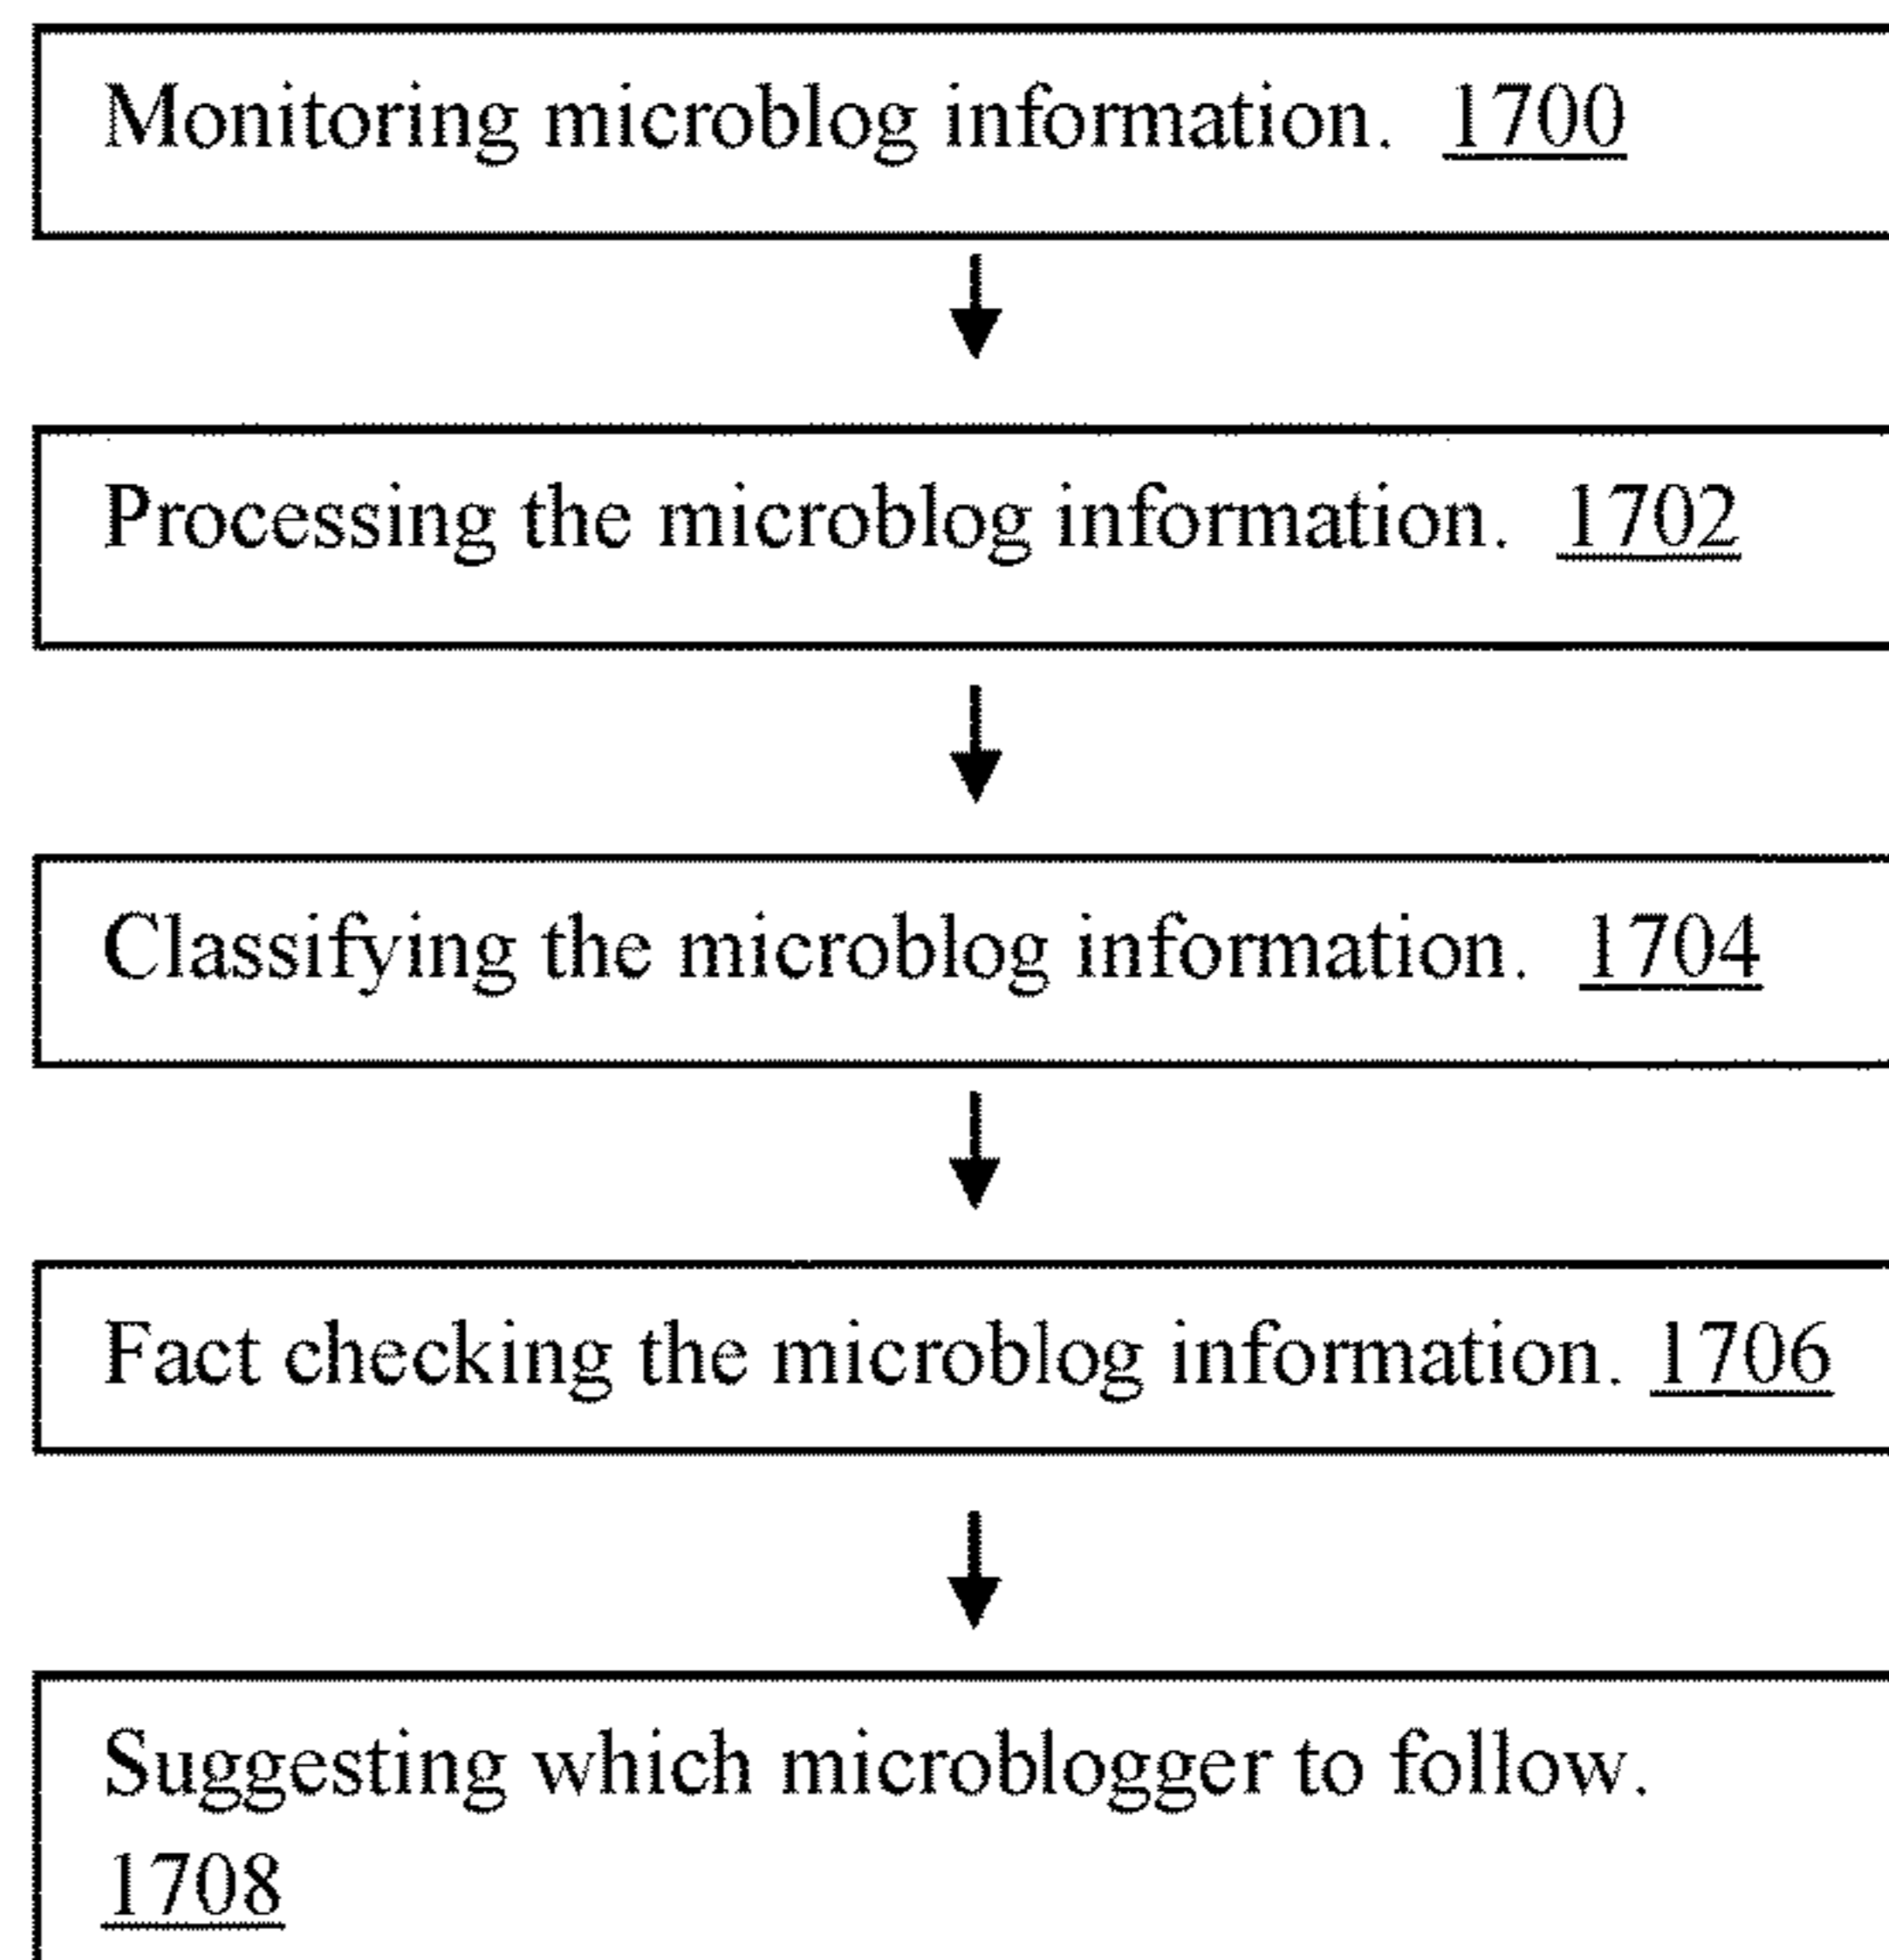 Monitoring microblog information. 1700
Processing the microblog information. 1702
Classifying the microblog information. 1704
Fact checking the microblog information. 1706
Suggesting which microblogger to follow.
1708